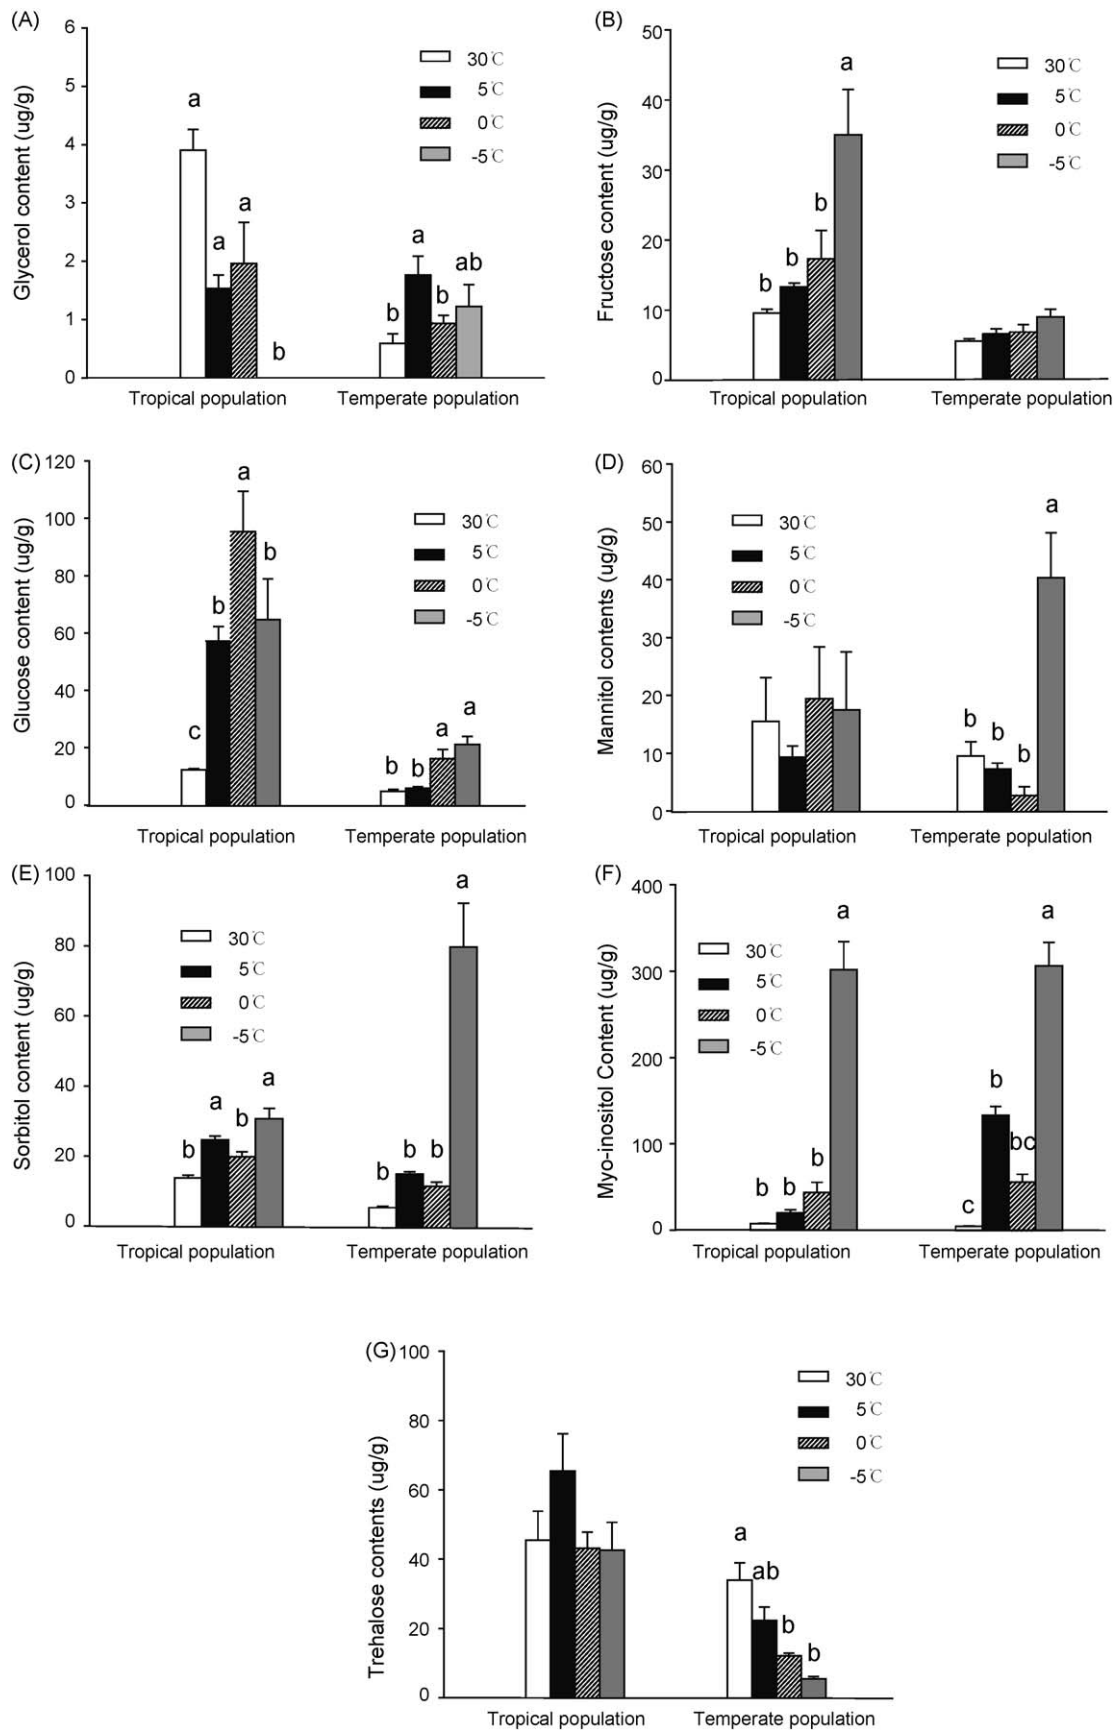 (A)
Glycerol content (ug/g)
6
5
4
3
2
1
0
30℃
5℃
0℃
-5℃
a
a
a
b
b
a
b
ab
Tropical population
Temperate population
(B)
Fructose content (ug/g)
50
40
30
20
10
0
30℃
5℃
0℃
-5℃
b
b
b
a
Tropical population
Temperate population
(C)
Glucose content (ug/g)
120
100
80
60
40
20
0
30℃
5℃
0℃
-5℃
c
b
a
b
b
b
a
a
Tropical population
Temperate population
(D)
Mannitol contents (ug/g)
60
50
40
30
20
10
0
30℃
5℃
0℃
-5℃
b
b
b
a
Tropical population
Temperate population
(E)
Sorbitol content (ug/g)
100
80
60
40
20
0
30℃
5℃
0℃
-5℃
b
a
b
a
b
b
b
a
Tropical population
Temperate population
(F)
Myo-inositol Content (ug/g)
400
300
200
100
0
30℃
5℃
0℃
-5℃
b
b
b
a
c
b
bc
a
Tropical population
Temperate population
(G)
Trehalose contents (ug/g)
100
80
60
40
20
0
30℃
5℃
0℃
-5℃
a
ab
b
b
Tropical population
Temperate population